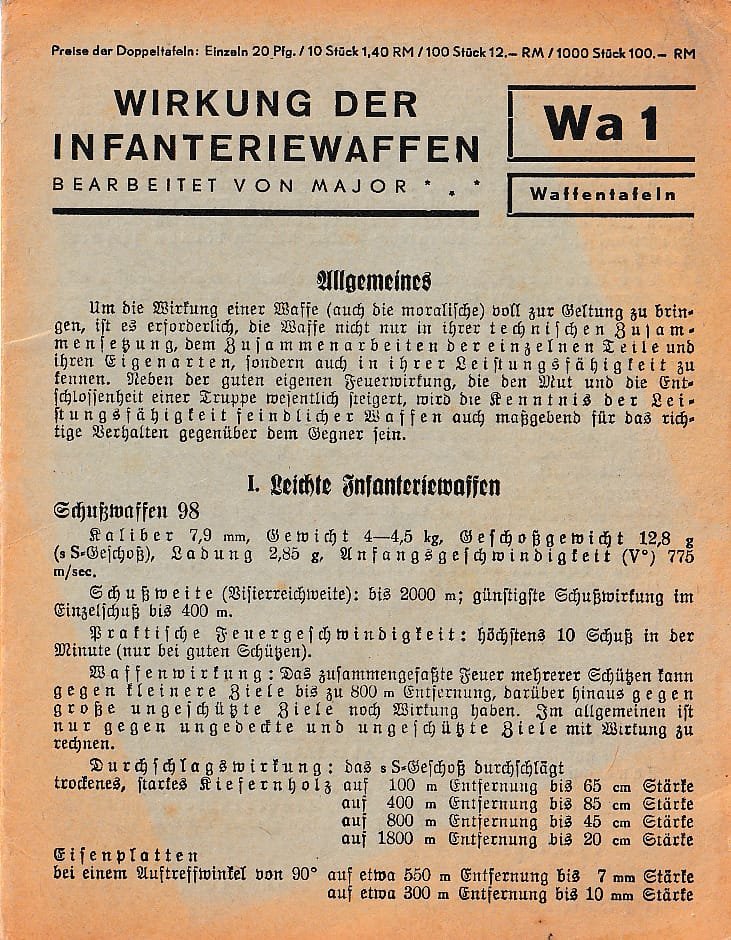 Preise der Doppeltafeln: Einzeln 20 Pfg. / 10 Stück 1,40 RM / 100 Stück 12.– RM / 1000 Stück 100.– RM
WIRKUNG DER
INFANTERIEWAFFEN
BEARBEITET VON MAJOR * * *
Wa 1
Waffentafeln
Allgemeines
Um die Wirkung einer Waffe (auch die moralische) voll zur Geltung zu brin-
gen, ist es erforderlich, die Waffe nicht nur in ihrer technischen Zusam-
mensetzung, dem Zusammenarbeiten der einzelnen Teile und
ihren Eigenarten, sondern auch in ihrer Leistungsfähigkeit zu
kennen. Neben der guten eigenen Feuerwirkung, die den Mut und die Ent-
schlossenheit einer Truppe wesentlich steigert, wird die Kenntnis der Lei-
stungsfähigkeit feindlicher Waffen auch maßgebend für das rich-
tige Verhalten gegenüber dem Gegner sein.
I. Leichte Infanteriewaffen
Schußwaffen 98
Kaliber 7,9 mm, Gewicht 4—4,5 kg, Geschoßgewicht 12,8 g
(s S-Geschoß), Ladung 2,85 g, Anfangsgeschwindigkeit (V°) 775
m/sec.
Schußweite (Visierreichweite): bis 2000 m; günstigste Schußwirkung im
Einzelschuß bis 400 m.
Praktische Feuergeschwindigkeit: höchstens 10 Schuß in der
Minute (nur bei guten Schützen).
Waffenwirkung: Das zusammengefaßte Feuer mehrerer Schützen kann
gegen kleinere Ziele bis zu 800 m Entfernung, darüber hinaus gegen
große ungeschützte Ziele noch Wirkung haben. Im allgemeinen ist
nur gegen ungedeckte und ungeschützte Ziele mit Wirkung zu
rechnen.
Durchschlagswirkung: das s S-Geschoß durchschlägt
trockenes, starkes Kiefernholz auf 100 m Entfernung bis 65 cm Stärke
auf 400 m Entfernung bis 85 cm Stärke
auf 800 m Entfernung bis 45 cm Stärke
auf 1800 m Entfernung bis 20 cm Stärke
Eisenplatten
bei einem Auftreffwinkel von 90° auf etwa 550 m Entfernung bis 7 mm Stärke
auf etwa 300 m Entfernung bis 10 mm Stärke